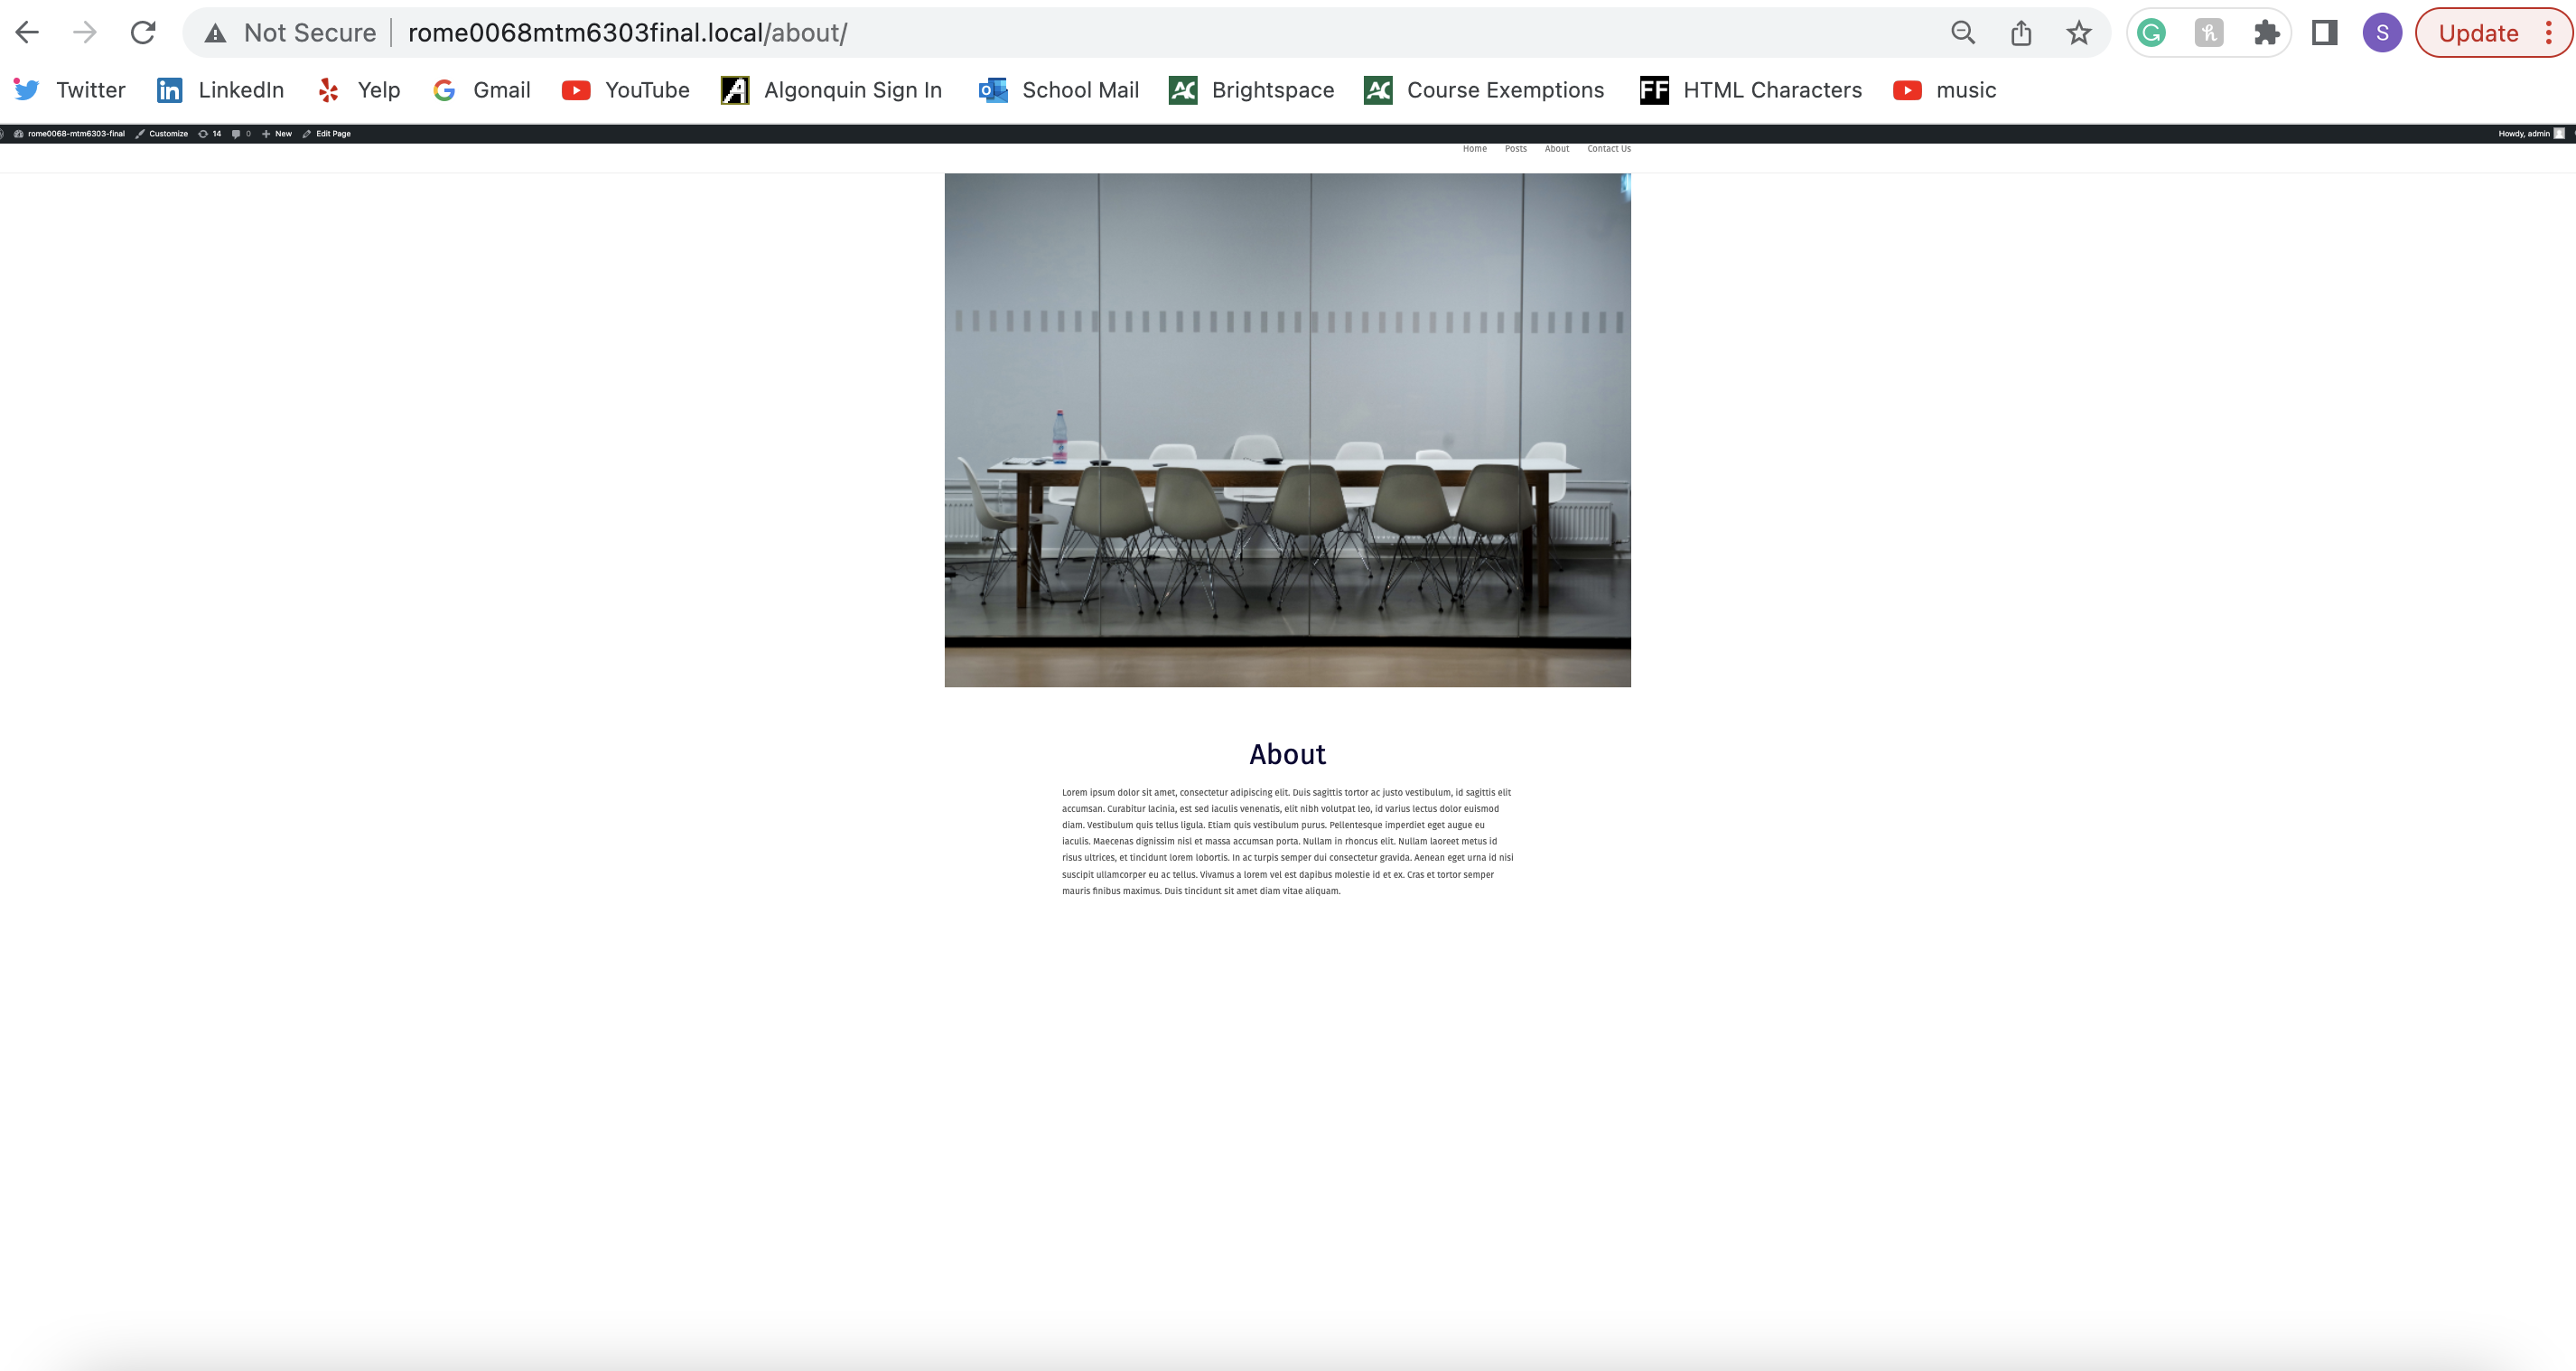 Not Secure rome0068mtm6303final.local/about/ G h S Update
Twitter in LinkedIn Yelp G Gmail YouTube A Algonquin Sign In O School Mail AC Brightspace AC Course Exemptions FF HTML Characters music
rome0068-mtm6303-final Customize 14 0 New Edit Page Howdy, admin
Home Posts About Contact Us
About
Lorem ipsum dolor sit amet, consectetur adipiscing elit. Duis sagittis tortor ac justo vestibulum, id sagittis elit
accumsan. Curabitur lacinia, est sed iaculis venenatis, elit nibh volutpat leo, id varius lectus dolor euismod
diam. Vestibulum quis tellus ligula. Etiam quis vestibulum purus. Pellentesque imperdiet eget augue eu
iaculis. Maecenas dignissim nisl et massa accumsan porta. Nullam in rhoncus elit. Nullam laoreet metus id
risus ultrices, et tincidunt lorem lobortis. In ac turpis semper dui consectetur gravida. Aenean eget urna id nisi
suscipit ullamcorper eu ac tellus. Vivamus a lorem vel est dapibus molestie id et ex. Cras et tortor semper
mauris finibus maximus. Duis tincidunt sit amet diam vitae aliquam.